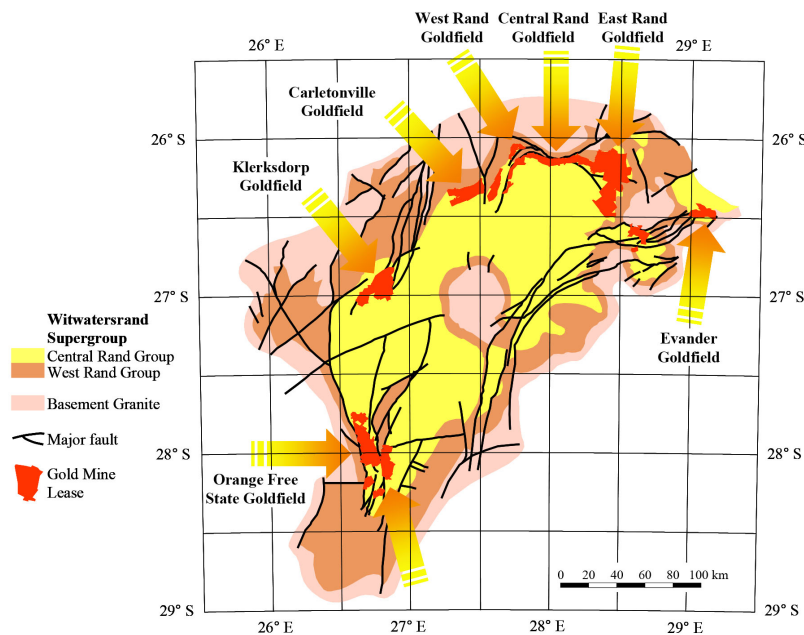 West Rand
Goldfield
Central Rand
Goldfield
East Rand
Goldfield
26° E
29° E
Carletonville
Goldfield
26° S
26° S
Klerksdorp
Goldfield
27° S
27° S
Witwatersrand
Supergroup
Central Rand Group
West Rand Group
Basement Granite
Major fault
Gold Mine
Lease
Evander
Goldfield
28° S
28° S
Orange Free
State Goldfield
0 20 40 60 80 100 km
29° S
29° S
26° E
27° E
28° E
29° E